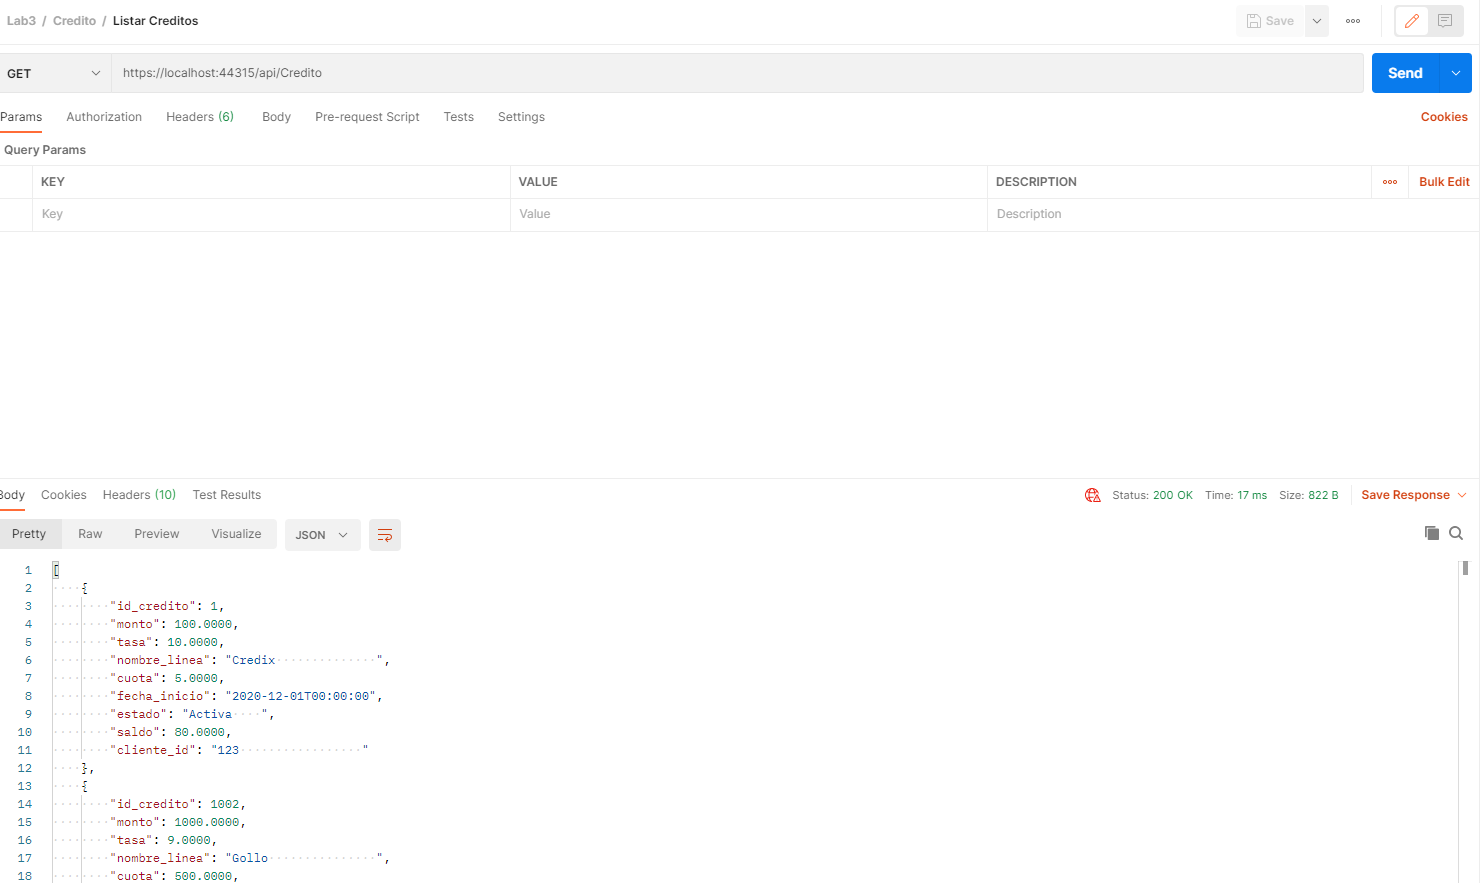 Lab3 / Credito / Listar Creditos
Save
GET
https://localhost:44315/api/Credito
Send
Params Authorization Headers (6) Body Pre-request Script Tests Settings Cookies
Query Params
KEY VALUE DESCRIPTION Bulk Edit
Key Value Description
Body Cookies Headers (10) Test Results Status: 200 OK Time: 17 ms Size: 822 B Save Response
Pretty Raw Preview Visualize JSON
1 [
2 {
3 "id_credito": 1,
4 "monto": 100.0000,
5 "tasa": 10.0000,
6 "nombre_linea": "Credix              ",
7 "cuota": 5.0000,
8 "fecha_inicio": "2020-12-01T00:00:00",
9 "estado": "Activa    ",
10 "saldo": 80.0000,
11 "cliente_id": "123                 "
12 },
13 {
14 "id_credito": 1002,
15 "monto": 1000.0000,
16 "tasa": 9.0000,
17 "nombre_linea": "Gollo               ",
18 "cuota": 500.0000,